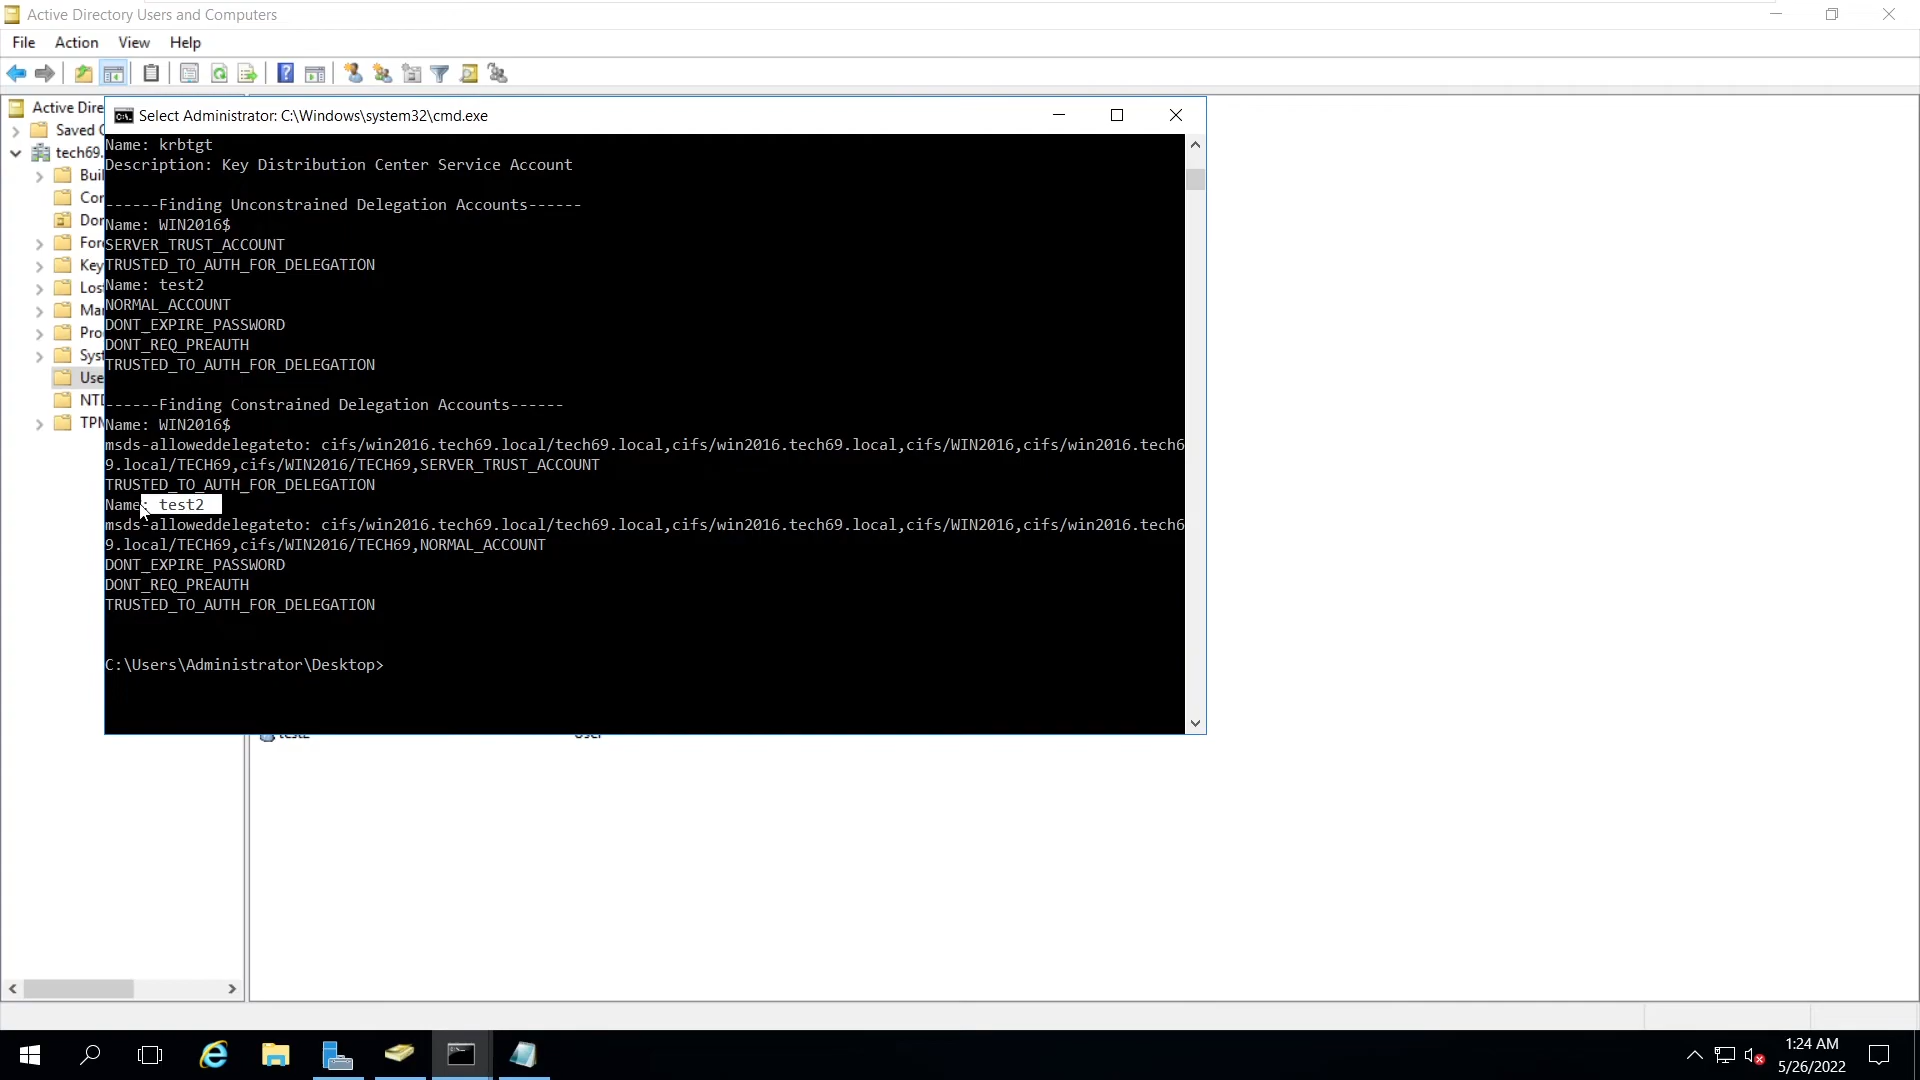 Active Directory Users and Computers
File Action View Help
Active Dire
Saved
tech69.
Buil
Dor
Key
Los
Pro
Syst
Use
NTD
Select Administrator: C:\Windows\system32\cmd.exe
Name: krbtgt
Description: Key Distribution Center Service Account
------Finding Unconstrained Delegation Accounts------
Name: WIN2016$
SERVER_TRUST_ACCOUNT
TRUSTED_TO_AUTH_FOR_DELEGATION
Name: test2
NORMAL_ACCOUNT
DONT_EXPIRE_PASSWORD
DONT_REQ_PREAUTH
TRUSTED_TO_AUTH_FOR_DELEGATION
------Finding Constrained Delegation Accounts------
Name: WIN2016$
msds-alloweddelegateto: cifs/win2016.tech69.local/tech69.local,cifs/win2016.tech69.local,cifs/WIN2016,cifs/win2016.tech6
9.local/TECH69,cifs/WIN2016/TECH69,SERVER_TRUST_ACCOUNT
TRUSTED_TO_AUTH_FOR_DELEGATION
Name: test2
msds-alloweddelegateto: cifs/win2016.tech69.local/tech69.local,cifs/win2016.tech69.local,cifs/WIN2016,cifs/win2016.tech6
9.local/TECH69,cifs/WIN2016/TECH69,NORMAL_ACCOUNT
DONT_EXPIRE_PASSWORD
DONT_REQ_PREAUTH
TRUSTED_TO_AUTH_FOR_DELEGATION
C:\Users\Administrator\Desktop>
test2 User
1:24 AM
5/26/2022